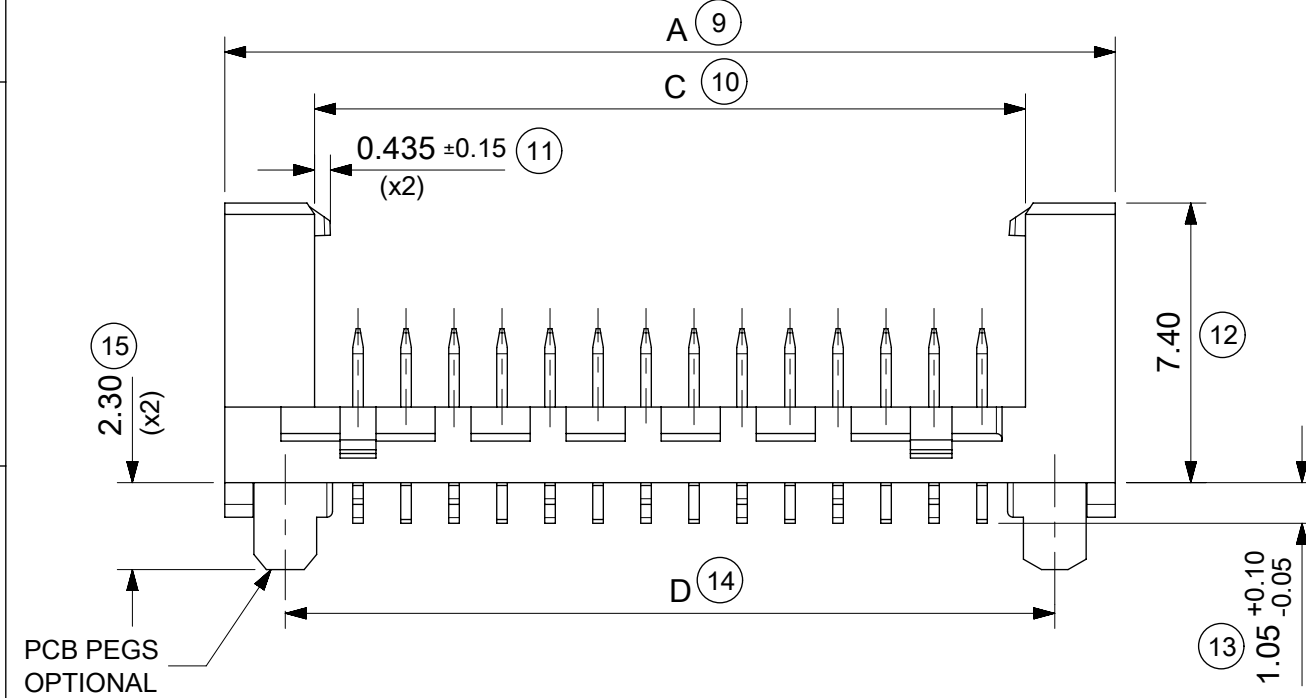 A 9
C 10
0.435 ±0.15 11
(x2)
7.40 12
15
2.30
(x2)
D 14
13 1.05 +0.10
-0.05
PCB PEGS
OPTIONAL